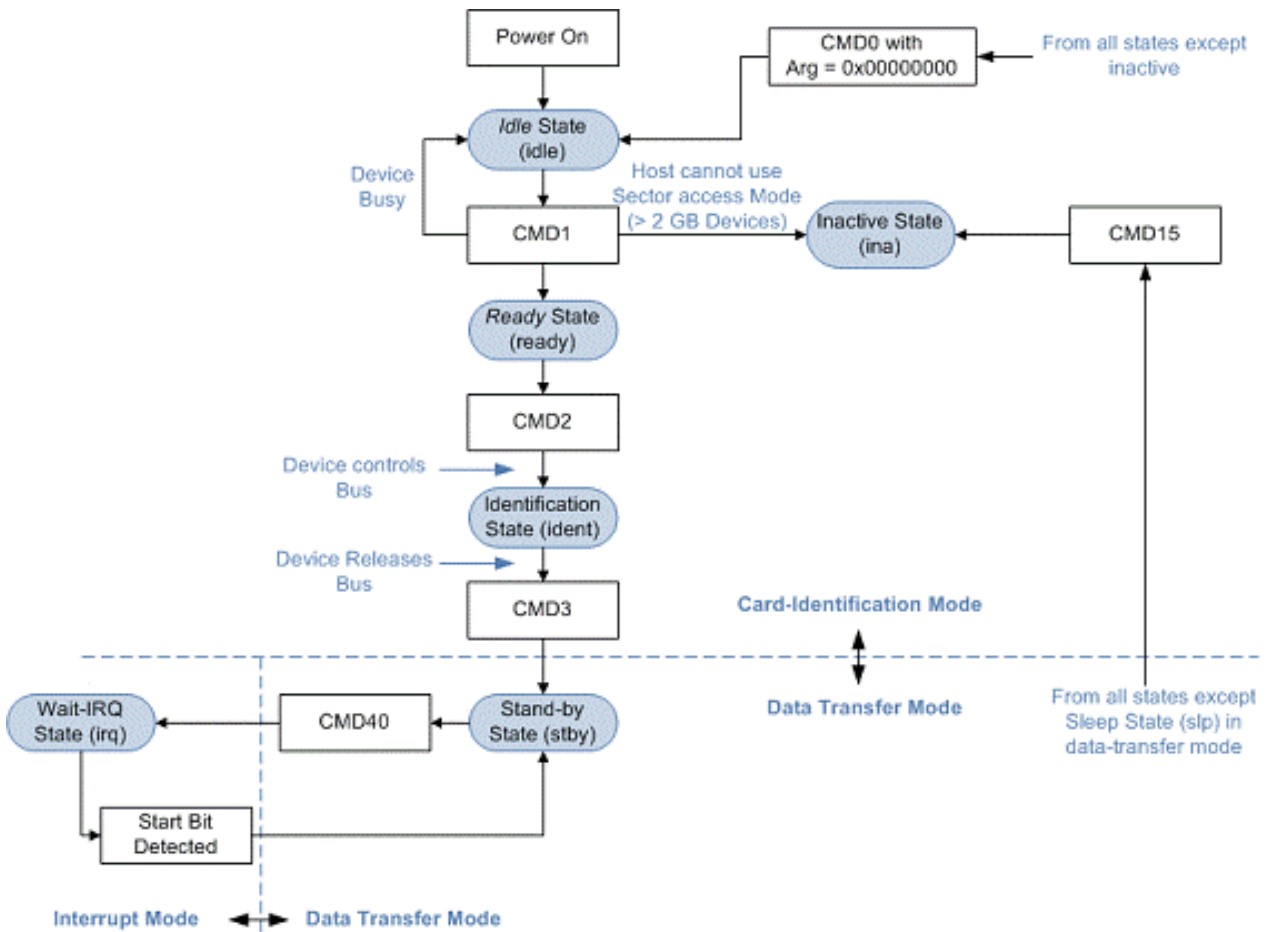 Power On
CMD0 with
Arg = 0x00000000
From all states except
inactive
Idle State
(idle)
Device
Busy
Host cannot use
Sector access Mode
(> 2 GB Devices)
CMD1
Inactive State
(ina)
CMD15
Ready State
(ready)
CMD2
Device controls
Bus
Identification
State (ident)
Device Releases
Bus
CMD3
Card-Identification Mode
Data Transfer Mode
Wait-IRQ
State (irq)
CMD40
Stand-by
State (stby)
From all states except
Sleep State (slp) in
data-transfer mode
Start Bit
Detected
Interrupt Mode
Data Transfer Mode